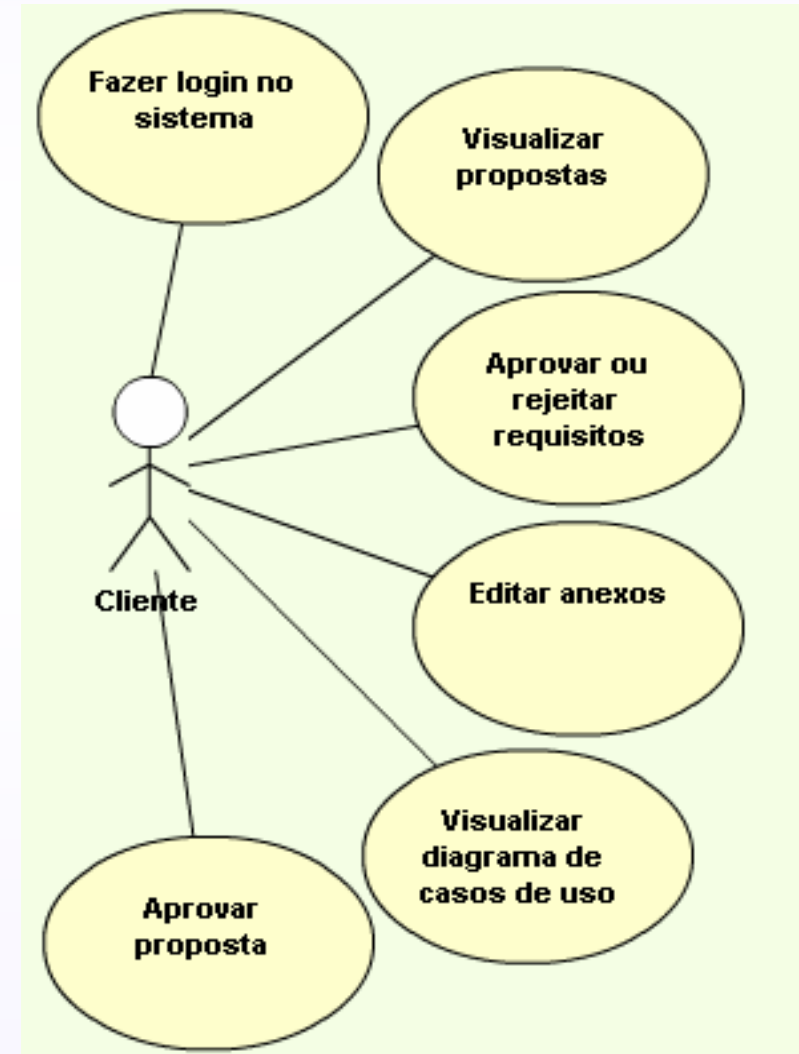 Fazer login no
sistema
Visualizar
propostas
Aprovar ou
rejeitar
requisitos
Editar anexos
Cliente
Visualizar
diagrama de
casos de uso
Aprovar
proposta